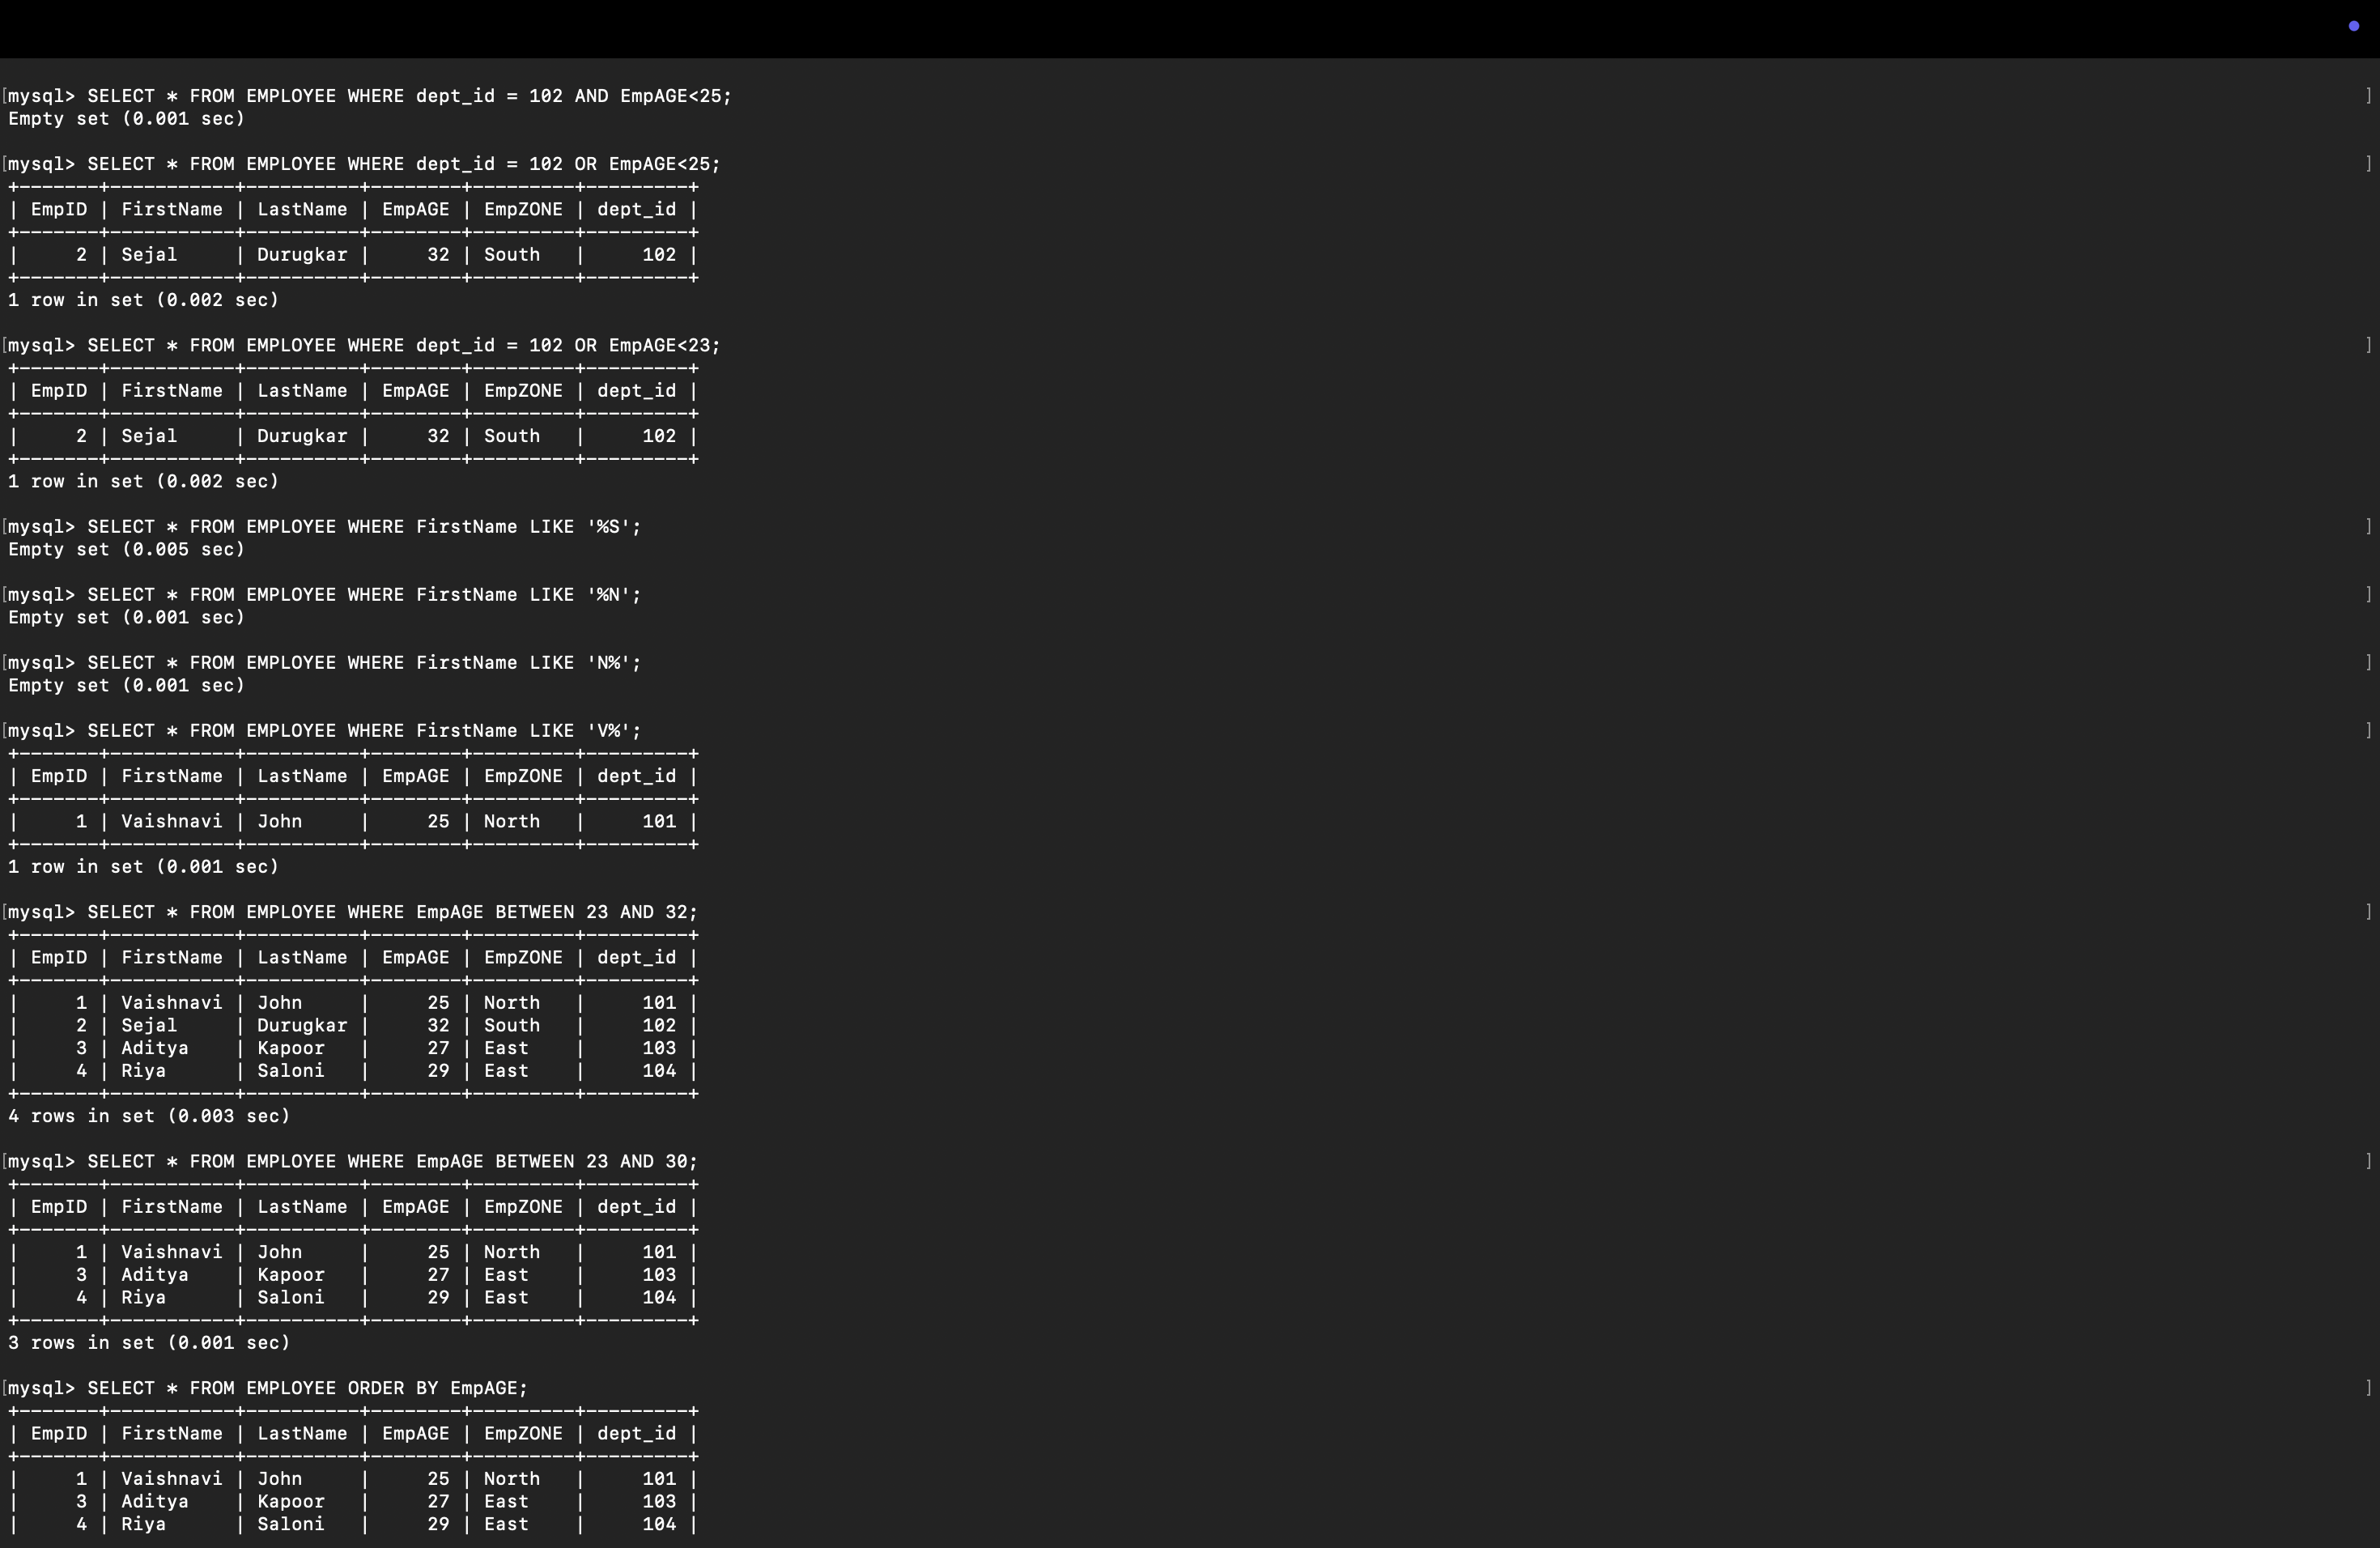 [mysql> SELECT * FROM EMPLOYEE WHERE dept_id = 102 AND EmpAGE<25; ]
Empty set (0.001 sec)

[mysql> SELECT * FROM EMPLOYEE WHERE dept_id = 102 OR EmpAGE<25; ]
+-------+-----------+----------+--------+---------+---------+
| EmpID | FirstName | LastName | EmpAGE | EmpZONE | dept_id |
+-------+-----------+----------+--------+---------+---------+
|     2 | Sejal     | Durugkar |     32 | South   |     102 |
+-------+-----------+----------+--------+---------+---------+
1 row in set (0.002 sec)

[mysql> SELECT * FROM EMPLOYEE WHERE dept_id = 102 OR EmpAGE<23; ]
+-------+-----------+----------+--------+---------+---------+
| EmpID | FirstName | LastName | EmpAGE | EmpZONE | dept_id |
+-------+-----------+----------+--------+---------+---------+
|     2 | Sejal     | Durugkar |     32 | South   |     102 |
+-------+-----------+----------+--------+---------+---------+
1 row in set (0.002 sec)

[mysql> SELECT * FROM EMPLOYEE WHERE FirstName LIKE '%S'; ]
Empty set (0.005 sec)

[mysql> SELECT * FROM EMPLOYEE WHERE FirstName LIKE '%N'; ]
Empty set (0.001 sec)

[mysql> SELECT * FROM EMPLOYEE WHERE FirstName LIKE 'N%'; ]
Empty set (0.001 sec)

[mysql> SELECT * FROM EMPLOYEE WHERE FirstName LIKE 'V%'; ]
+-------+-----------+----------+--------+---------+---------+
| EmpID | FirstName | LastName | EmpAGE | EmpZONE | dept_id |
+-------+-----------+----------+--------+---------+---------+
|     1 | Vaishnavi | John     |     25 | North   |     101 |
+-------+-----------+----------+--------+---------+---------+
1 row in set (0.001 sec)

[mysql> SELECT * FROM EMPLOYEE WHERE EmpAGE BETWEEN 23 AND 32; ]
+-------+-----------+----------+--------+---------+---------+
| EmpID | FirstName | LastName | EmpAGE | EmpZONE | dept_id |
+-------+-----------+----------+--------+---------+---------+
|     1 | Vaishnavi | John     |     25 | North   |     101 |
|     2 | Sejal     | Durugkar |     32 | South   |     102 |
|     3 | Aditya    | Kapoor   |     27 | East    |     103 |
|     4 | Riya      | Saloni   |     29 | East    |     104 |
+-------+-----------+----------+--------+---------+---------+
4 rows in set (0.003 sec)

[mysql> SELECT * FROM EMPLOYEE WHERE EmpAGE BETWEEN 23 AND 30; ]
+-------+-----------+----------+--------+---------+---------+
| EmpID | FirstName | LastName | EmpAGE | EmpZONE | dept_id |
+-------+-----------+----------+--------+---------+---------+
|     1 | Vaishnavi | John     |     25 | North   |     101 |
|     3 | Aditya    | Kapoor   |     27 | East    |     103 |
|     4 | Riya      | Saloni   |     29 | East    |     104 |
+-------+-----------+----------+--------+---------+---------+
3 rows in set (0.001 sec)

[mysql> SELECT * FROM EMPLOYEE ORDER BY EmpAGE; ]
+-------+-----------+----------+--------+---------+---------+
| EmpID | FirstName | LastName | EmpAGE | EmpZONE | dept_id |
+-------+-----------+----------+--------+---------+---------+
|     1 | Vaishnavi | John     |     25 | North   |     101 |
|     3 | Aditya    | Kapoor   |     27 | East    |     103 |
|     4 | Riya      | Saloni   |     29 | East    |     104 |